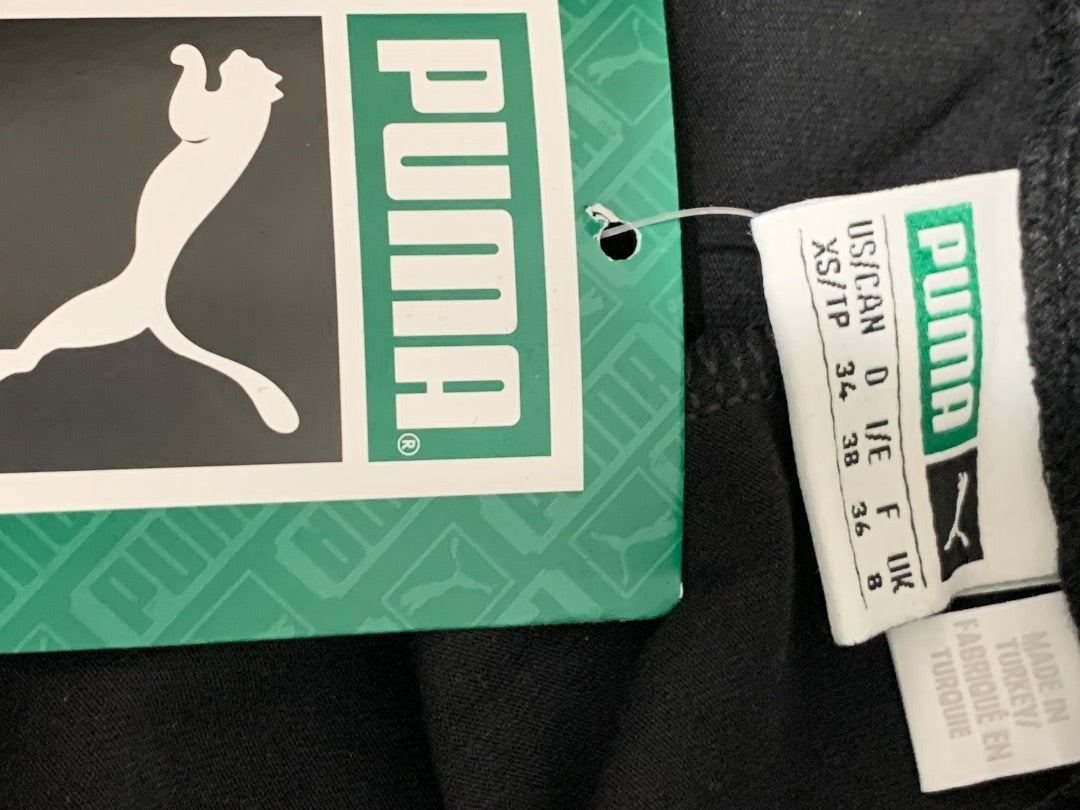 PUMA®
PUMA
US/CAN D I/E F UK
XS/TP 34 38 36 8
MADE IN
TURKEY/
FABRIQUÉ EN
TURQUIE